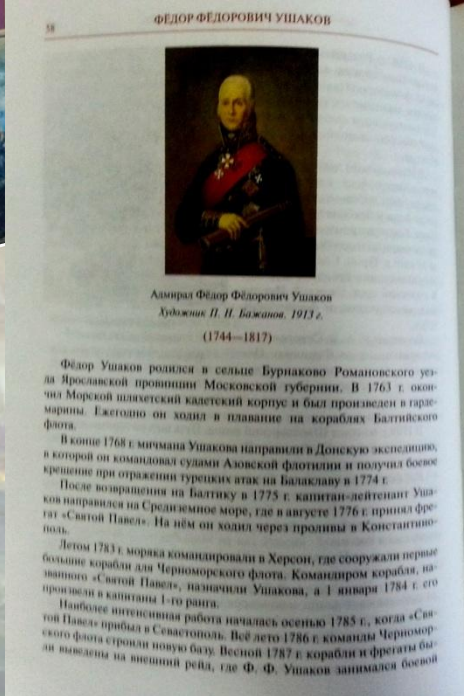 38
ФЁДОР ФЁДОРОВИЧ УШАКОВ
Адмирал Фёдор Фёдорович Ушаков
Художник П. Н. Бажанов. 1913 г.
(1744—1817)
Фёдор Ушаков родился в сельце Бурнаково Романовского уез-
да Ярославской провинции Московской губернии. В 1763 г. окон-
чил Морской шляхетский кадетский корпус и был произведен в гарде-
марины. Ежегодно он ходил в плавание на кораблях Балтийского
флота.
В конце 1768 г. мичмана Ушакова направили в Донскую экспедицию,
в которой он командовал судами Азовской флотилии и получил боевое
крещение при отражении турецких атак на Балаклаву в 1774 г.
После возвращения на Балтику в 1775 г. капитан-лейтенант Уша-
ков направился на Средиземное море, где в августе 1776 г. принял фре-
гат «Святой Павел». На нём он ходил через проливы в Константино-
поль.
Летом 1783 г. моряка командировали в Херсон, где сооружали первые
большие корабли для Черноморского флота. Командиром корабля, на-
званного «Святой Павел», назначили Ушакова, а 1 января 1784 г. его
произвели в капитаны 1-го ранга.
Наиболее интенсивная работа началась осенью 1785 г., когда «Свя-
той Павел» прибыл в Севастополь. Всё лето 1786 г. команды Черномор-
ского флота строили новую базу. Весной 1787 г. корабли и фрегаты бы-
ли выведены на внешний рейд, где Ф. Ф. Ушаков занимался боевой